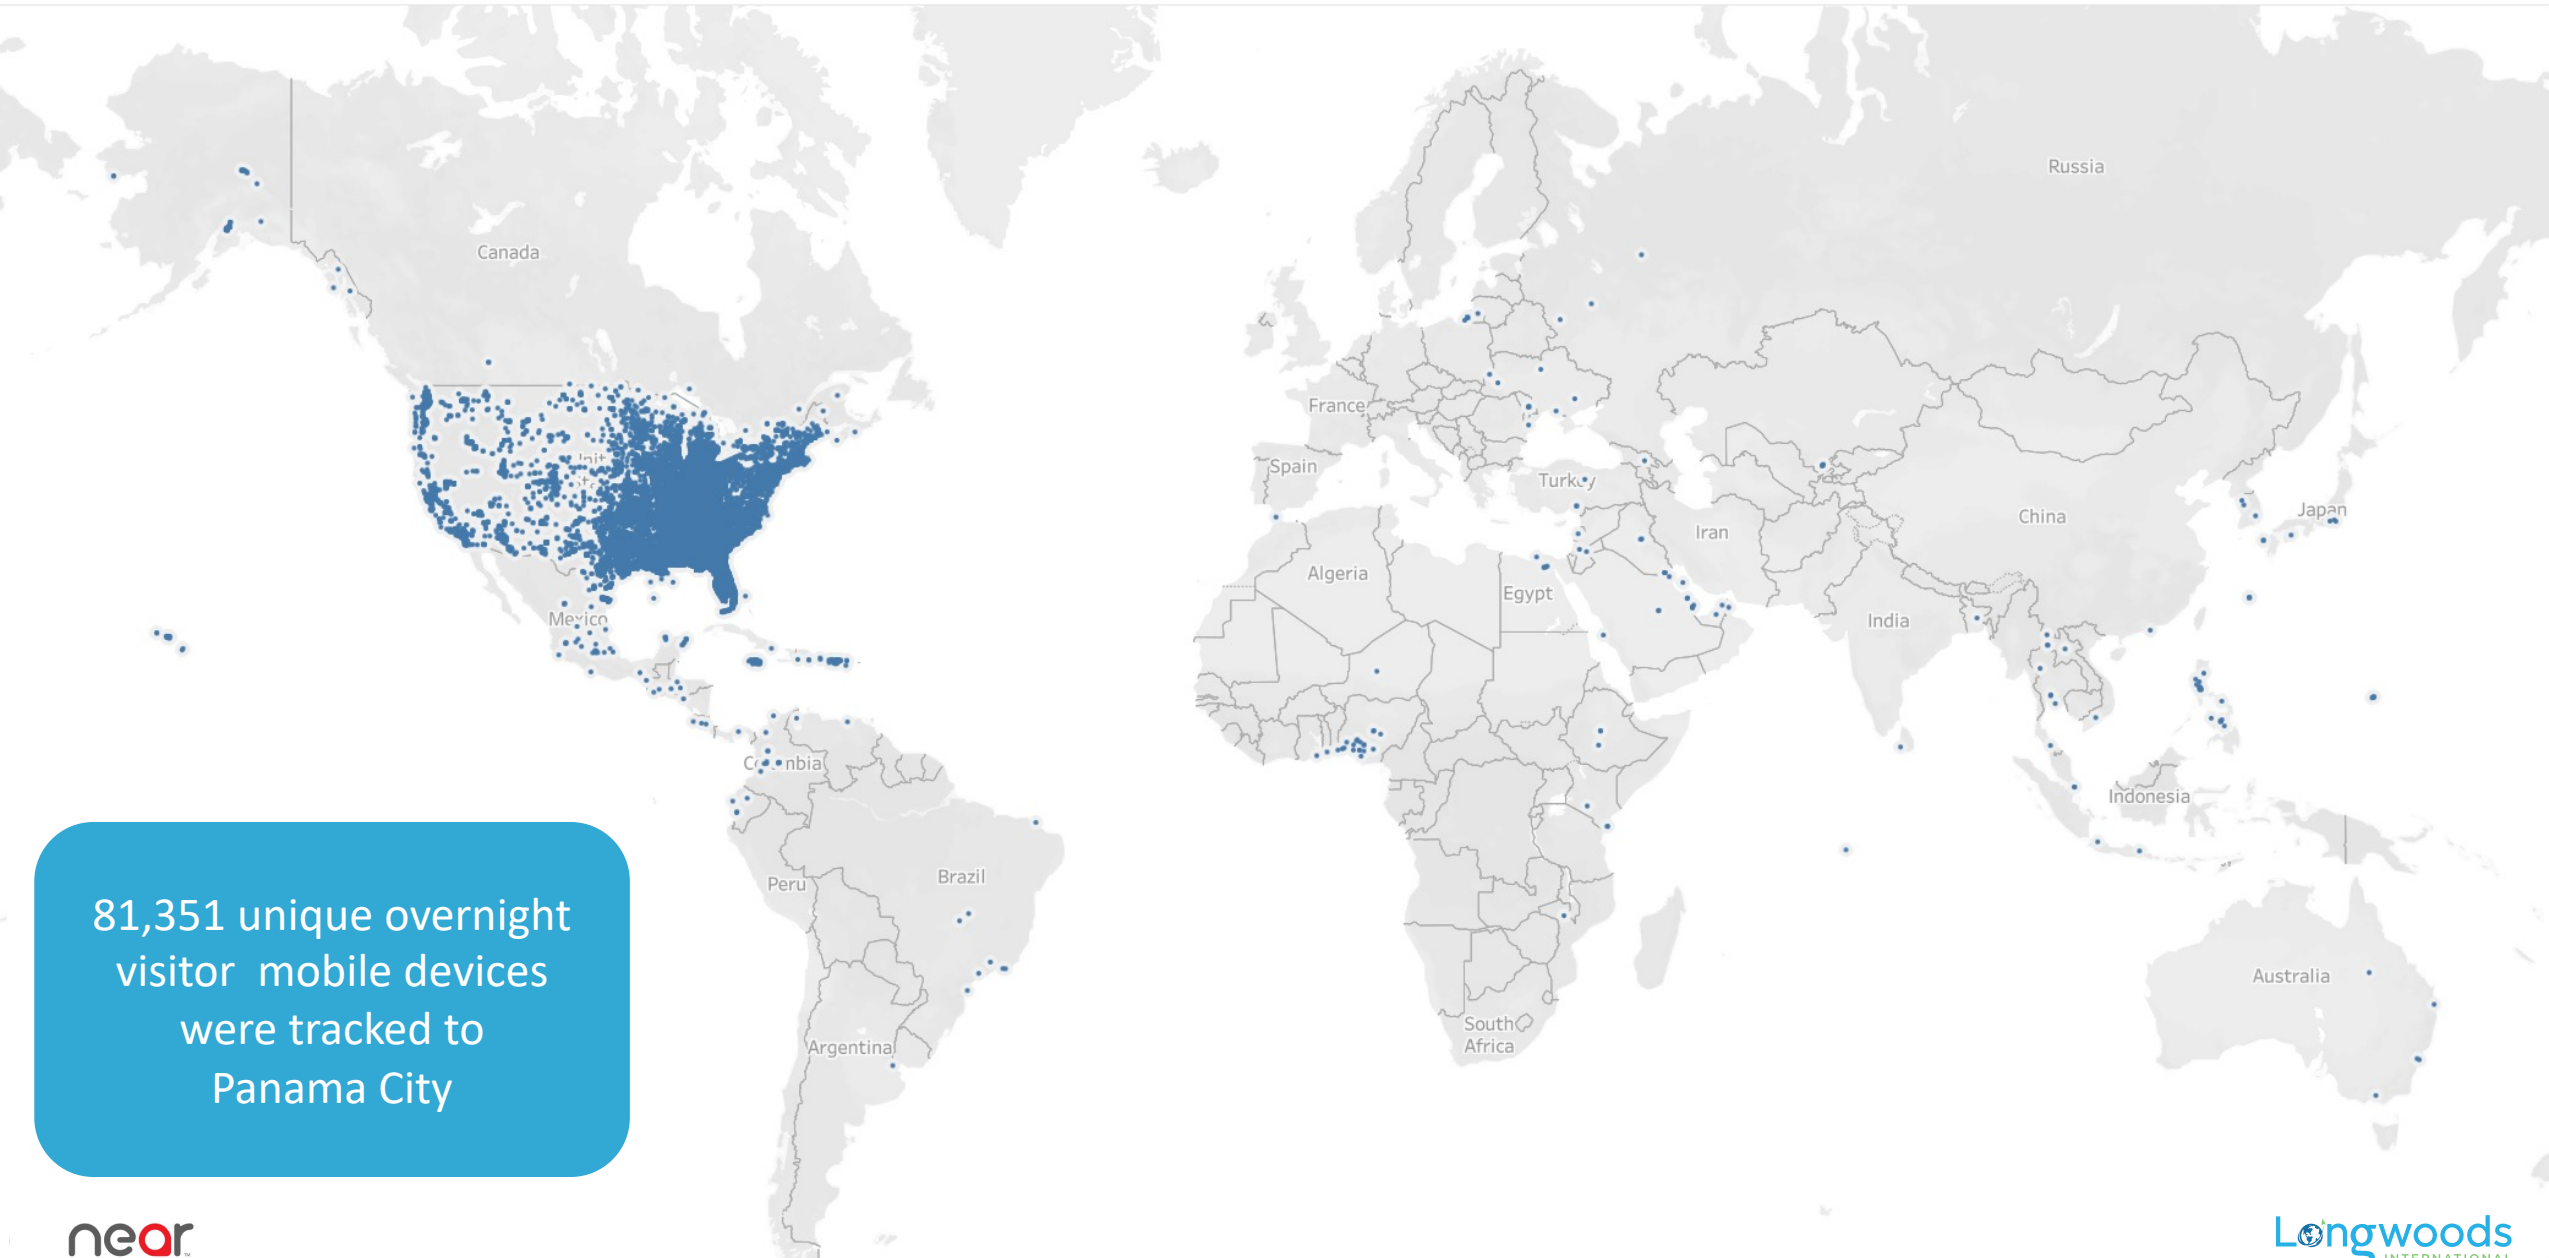 Russia
Canada
France
Spain
Turkey
Iran
China
Japan
Algeria
Egypt
India
Mexico
Indonesia
Peru
Brazil
Australia
South
Africa
Argentina
81,351 unique overnight
visitor mobile devices
were tracked to
Panama City
near
Longwoods
INTERNATIONAL